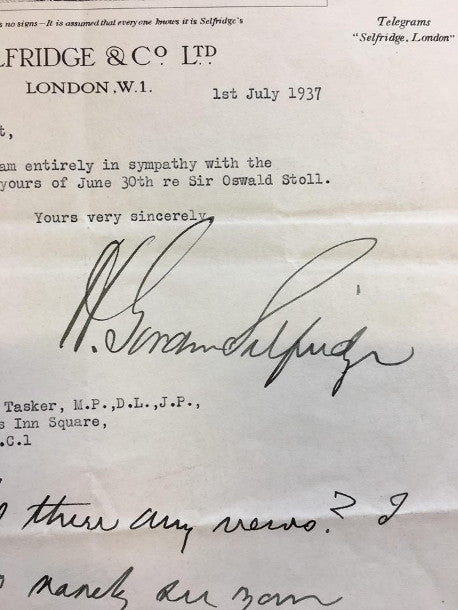 s no signs—It is assumed that everyone knows it is Selfridge's
Telegrams
"Selfridge, London"
LFRIDGE & Co. LTD
LONDON, W.1.
1st July 1937
t,
am entirely in sympathy with the
yours of June 30th re Sir Oswald Stoll.
Yours very sincerely,
H. Gordon Selfridge
Tasker, M.P.,D.L.,J.P.,
s Inn Square,
.C.1
there any news? I
rarely see